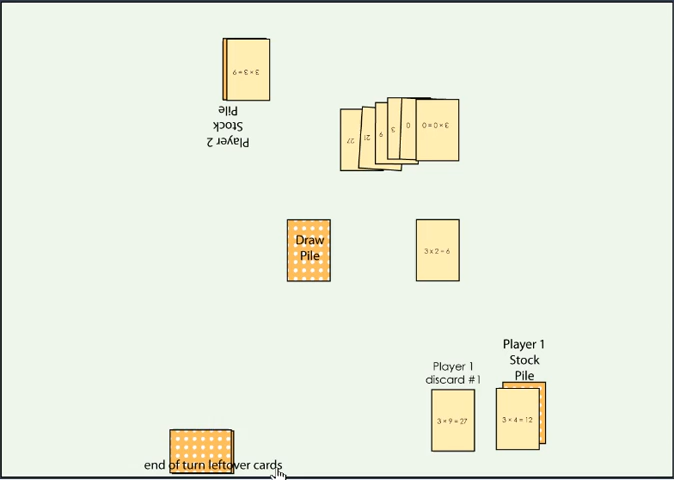 3 × 3 = 9
Player 2
Stock
Pile
27
21
9
3
0
3 × 0 = 0
Draw
Pile
3 x 2 = 6
Player 1
Stock
Pile
Player 1
discard #1
3 × 9 = 27
3 × 4 = 12
end of turn leftover cards